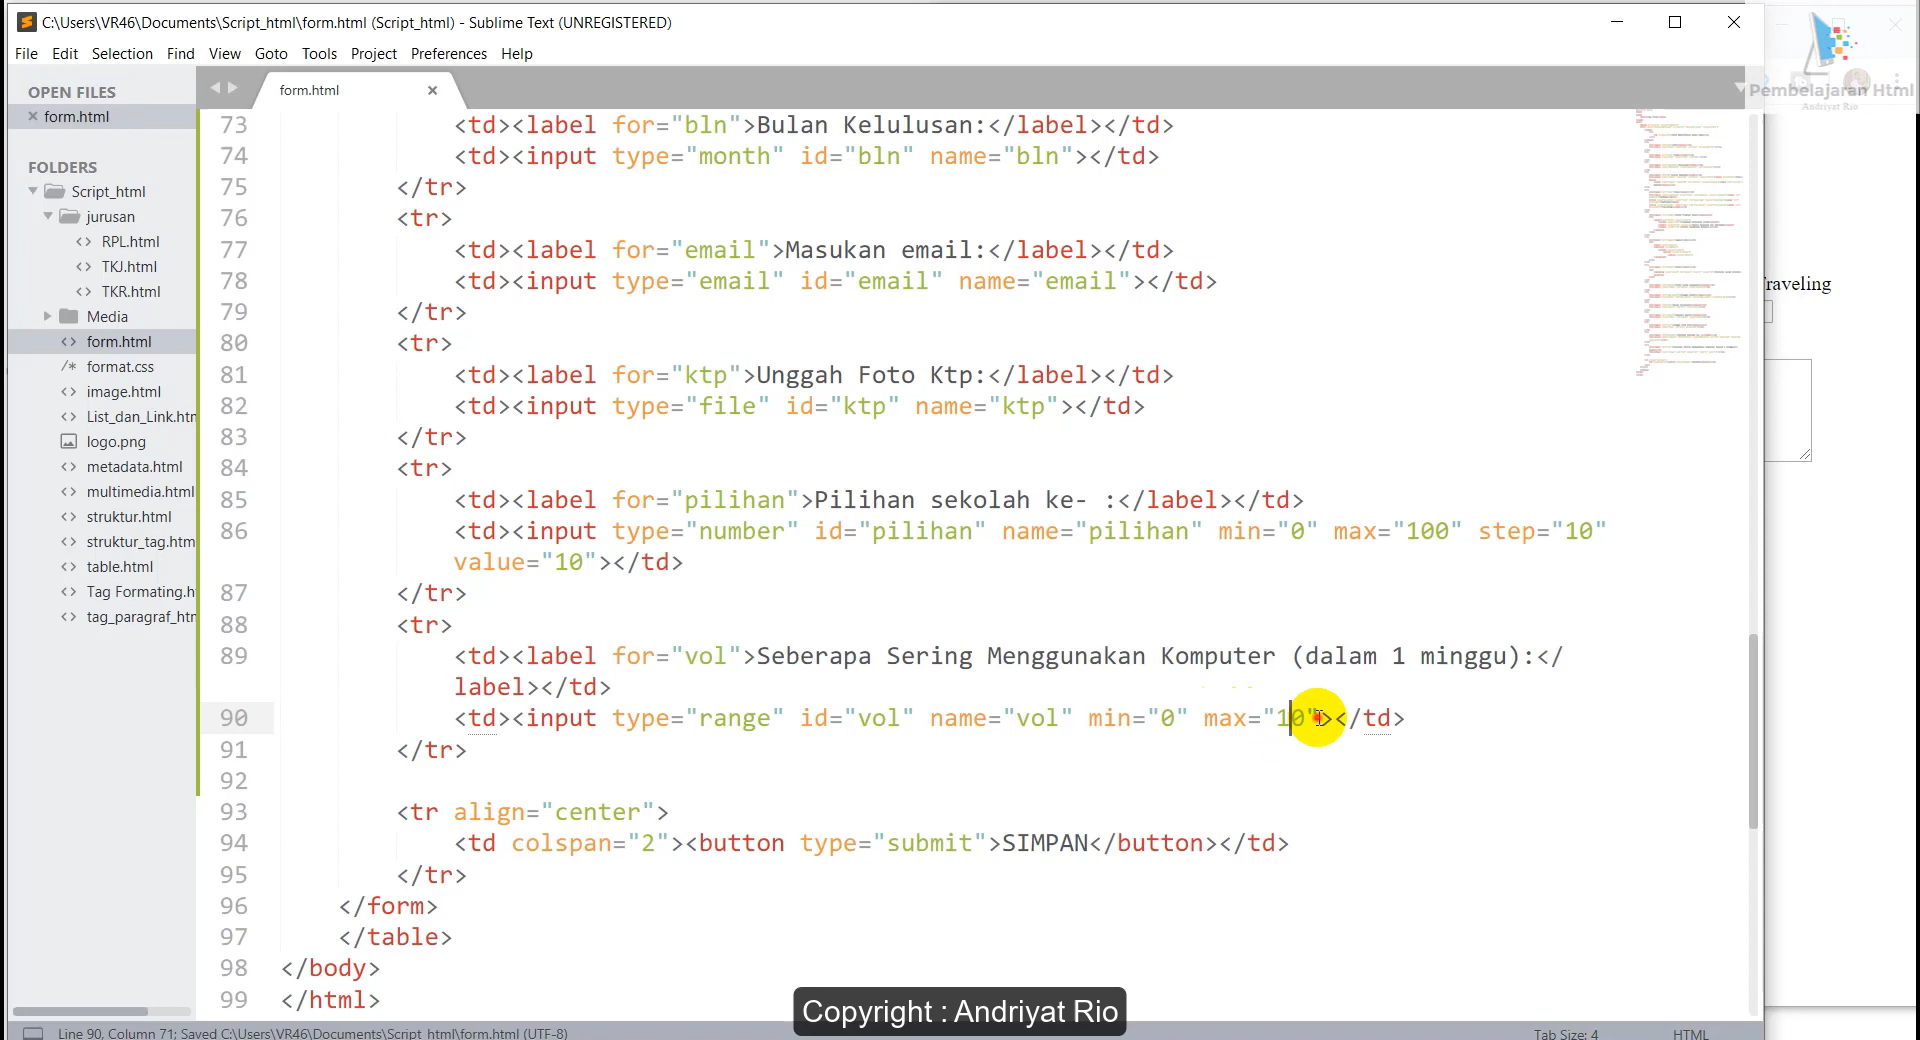 C:\Users\VR46\Documents\Script_html\form.html (Script_html) - Sublime Text (UNREGISTERED)
File Edit Selection Find View Goto Tools Project Preferences Help
OPEN FILES
form.html
FOLDERS
Script_html
jurusan
RPL.html
TKJ.html
TKR.html
Media
form.html
format.css
image.html
List_dan_Link.htm
logo.png
metadata.html
multimedia.html
struktur.html
struktur_tag.htm
table.html
Tag Formating.h
tag_paragraf_htm
form.html
73 <td><label for="bln">Bulan Kelulusan:</label></td>
74 <td><input type="month" id="bln" name="bln"></td>
75 </tr>
76 <tr>
77 <td><label for="email">Masukan email:</label></td>
78 <td><input type="email" id="email" name="email"></td>
79 </tr>
80 <tr>
81 <td><label for="ktp">Unggah Foto Ktp:</label></td>
82 <td><input type="file" id="ktp" name="ktp"></td>
83 </tr>
84 <tr>
85 <td><label for="pilihan">Pilihan sekolah ke- :</label></td>
86 <td><input type="number" id="pilihan" name="pilihan" min="0" max="100" step="10"
value="10"></td>
87 </tr>
88 <tr>
89 <td><label for="vol">Seberapa Sering Menggunakan Komputer (dalam 1 minggu):</
label></td>
90 <td><input type="range" id="vol" name="vol" min="0" max="10"></td>
91 </tr>
92
93 <tr align="center">
94 <td colspan="2"><button type="submit">SIMPAN</button></td>
95 </tr>
96 </form>
97 </table>
98 </body>
99 </html>
Pembelajaran Html
Andriyat Rio
raveling
Copyright : Andriyat Rio
Line 90, Column 71; Saved C:\Users\VR46\Documents\Script_html\form.html (UTF-8)
Tab Size: 4 HTML